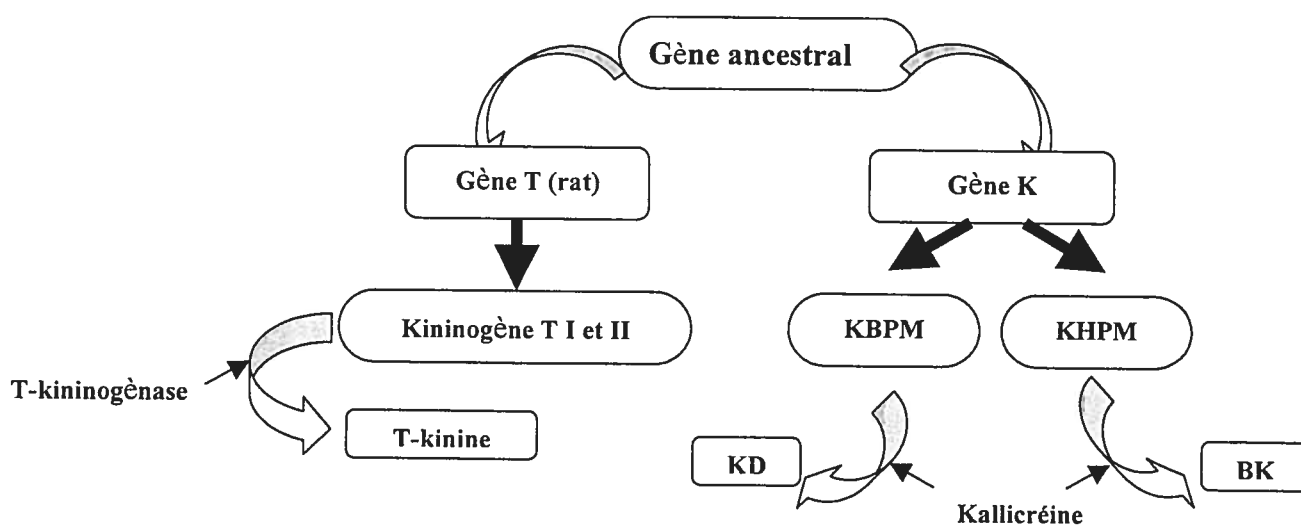 Gène ancestral
Gène T (rat)
Gène K
Kininogène T I et II
KBPM
KHPM
T-kininogènase
T-kinine
KD
BK
Kallicréine